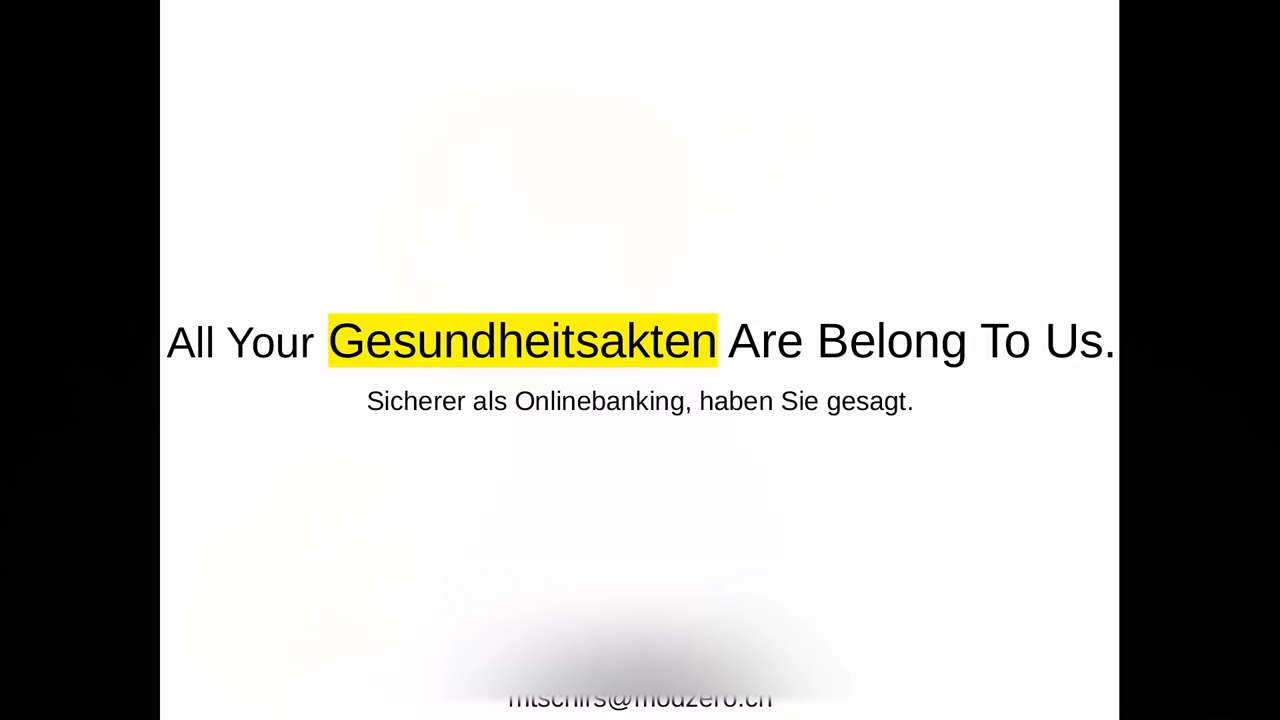 All Your Gesundheitsakten Are Belong To Us.
Sicherer als Onlinebanking, haben Sie gesagt.